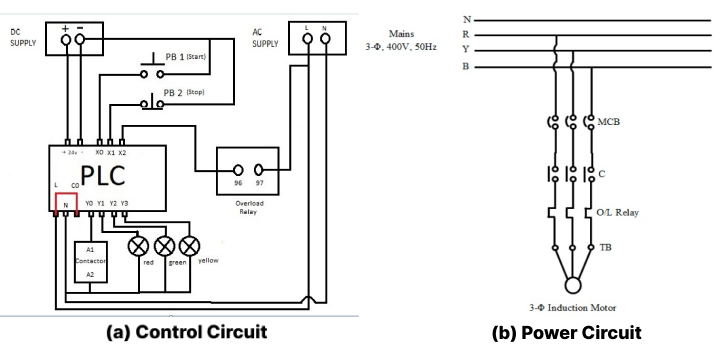 DC
SUPPLY
+ -
AC
SUPPLY
L N
PB 1 (Start)
PB 2 (Stop)
+ 24v -
X0 X1 X2
PLC
L
C0
N
Y0 Y1 Y2 Y3
96 97
Overload
Relay
A1
Contactor
A2
red
green
yellow
(a) Control Circuit
Mains
3-Φ, 400V, 50Hz
N
R
Y
B
MCB
C
O/L Relay
TB
3-Φ Induction Motor
(b) Power Circuit